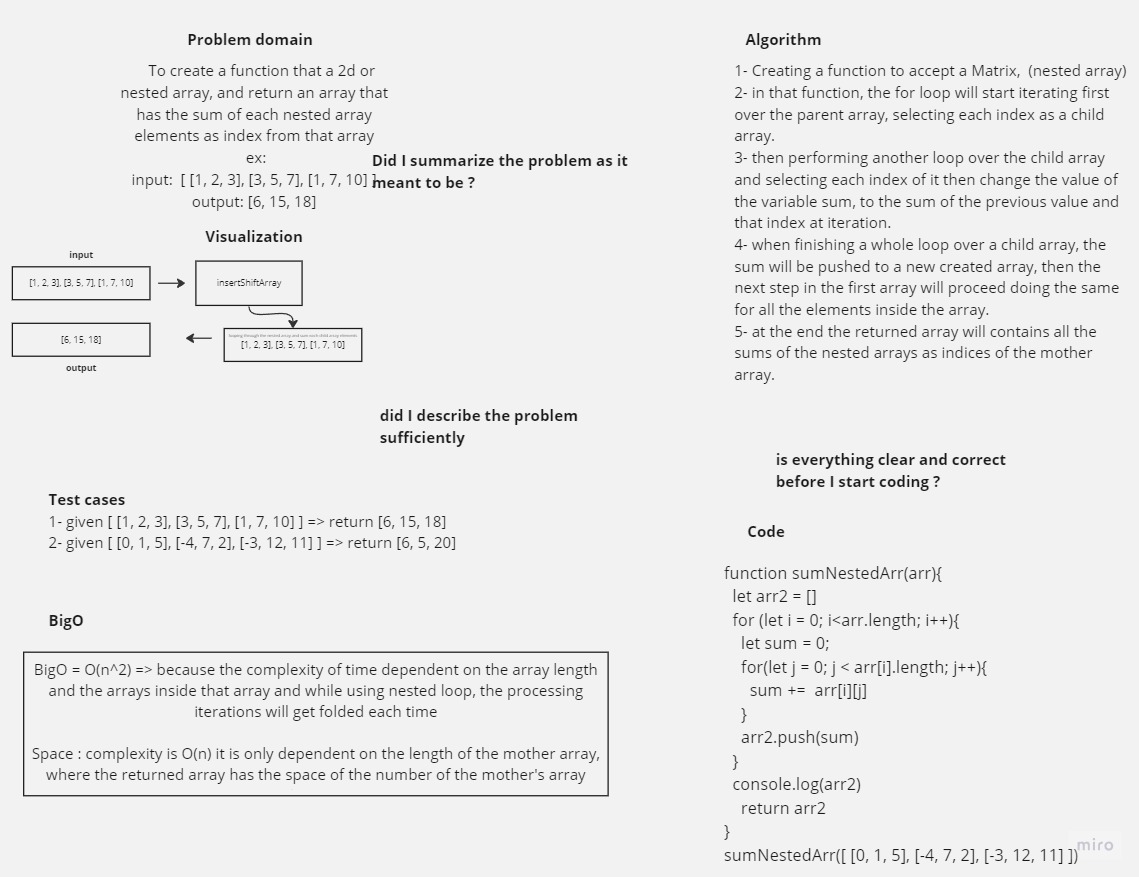 Problem domain
To create a function that a 2d or
nested array, and return an array that
has the sum of each nested array
elements as index from that array
ex:
input:  [ [1, 2, 3], [3, 5, 7], [1, 7, 10] ]
output: [6, 15, 18]
Did I summarize the problem as it
meant to be ?
Visualization
input
[1, 2, 3], [3, 5, 7], [1, 7, 10]
insertShiftArray
looping through the nested array and sum each child array elements
[1, 2, 3], [3, 5, 7], [1, 7, 10]
[6, 15, 18]
output
did I describe the problem
sufficiently
Test cases
1- given [ [1, 2, 3], [3, 5, 7], [1, 7, 10] ] => return [6, 15, 18]
2- given [ [0, 1, 5], [-4, 7, 2], [-3, 12, 11] ] => return [6, 5, 20]
BigO
BigO = O(n^2) => because the complexity of time dependent on the array length
and the arrays inside that array and while using nested loop, the processing
iterations will get folded each time
Space : complexity is O(n) it is only dependent on the length of the mother array,
where the returned array has the space of the number of the mother's array
Algorithm
1- Creating a function to accept a Matrix,  (nested array)
2- in that function, the for loop will start iterating first
over the parent array, selecting each index as a child
array.
3- then performing another loop over the child array
and selecting each index of it then change the value of
the variable sum, to the sum of the previous value and
that index at iteration.
4- when finishing a whole loop over a child array, the
sum will be pushed to a new created array, then the
next step in the first array will proceed doing the same
for all the elements inside the array.
5- at the end the returned array will contains all the
sums of the nested arrays as indices of the mother
array.
is everything clear and correct
before I start coding ?
Code
function sumNestedArr(arr){
  let arr2 = []
  for (let i = 0; i<arr.length; i++){
    let sum = 0;
    for(let j = 0; j < arr[i].length; j++){
      sum +=  arr[i][j]
    }
    arr2.push(sum)
  }
  console.log(arr2)
    return arr2
}
sumNestedArr([ [0, 1, 5], [-4, 7, 2], [-3, 12, 11] ])
miro